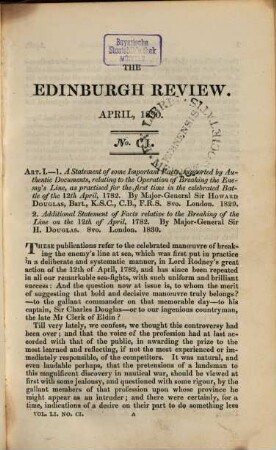 Bayerische
Staatsbibliothek
München
THE
EDINBURGH REVIEW.
APRIL, 1830.
No. CI.
ART. I.—1. A Statement of some Important Facts, supported by Au-
thentic Documents, relating to the Operation of Breaking the Ene-
my's Line, as practised for the first time in the celebrated Bat-
tle of the 12th April, 1782. By Major-General Sir HOWARD
DOUGLAS, Bart., K.S.C., C.B., F.R.S. 8vo. London. 1829.
2. Additional Statement of Facts relative to the Breaking of the
Line on the 12th of April, 1782. By Major-General Sir
H. DOUGLAS. 8vo. London. 1830.
THESE publications refer to the celebrated manœuvre of break-
ing the enemy's line at sea, which was first put in practice
in a deliberate and systematic manner, in Lord Rodney's great
action of the 12th of April, 1782, and has since been repeated
in all our remarkable sea-fights, with such uniform and brilliant
success: And the question now at issue is, to whom the merit
of suggesting that bold and decisive manœuvre truly belongs?
—to the gallant commander on that memorable day—to his
captain, Sir Charles Douglas—or to our ingenious countryman,
the late Mr Clerk of Eldin?
Till very lately, we confess, we thought this controversy had
been over; and that the voice of the profession had at last con-
curred with that of the public, in awarding the prize to the
most learned and reflecting, if not the most experienced or im-
mediately responsible, of the competitors. It was natural, and
even laudable perhaps, that the pretensions of a landsman to
this magnificent discovery in nautical war, should be viewed at
first with some jealousy, and questioned with some rigour, by the
gallant members of that profession upon whose province he
might appear as an intruder; and there were certainly, for a
time, indications of a desire on their part to do something less
VOL. LI. NO. CI. A